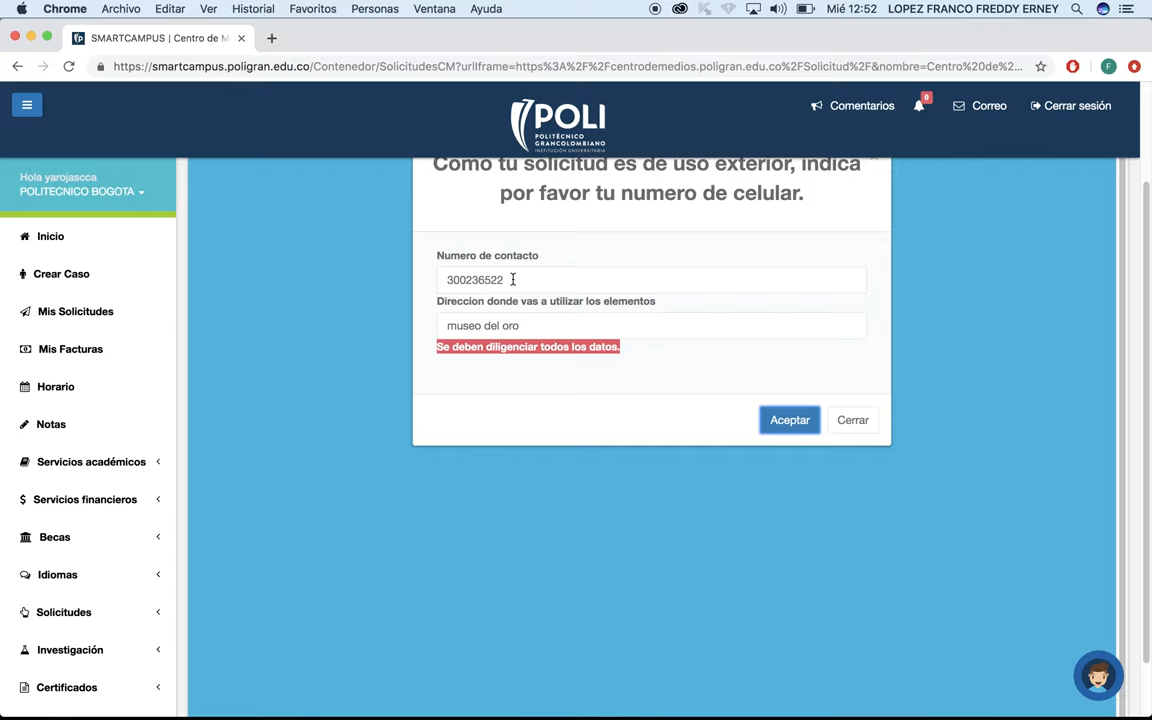 Chrome Archivo Editar Ver Historial Favoritos Personas Ventana Ayuda Mié 12:52 LOPEZ FRANCO FREDDY ERNEY
SMARTCAMPUS | Centro de M
https://smartcampus.poligran.edu.co/Contenedor/SolicitudesCM?urlIframe=https%3A%2F%2Fcentrodemedios.poligran.edu.co%2FSolicitud%2F&nombre=Centro%20de%2... F
POLI
POLITÉCNICO
GRANCOLOMBIANO
INSTITUCIÓN UNIVERSITARIA
Comentarios 0 Correo Cerrar sesión
Hola yarojascca
POLITECNICO BOGOTA
Inicio
Crear Caso
Mis Solicitudes
Mis Facturas
Horario
Notas
Servicios académicos
Servicios financieros
Becas
Idiomas
Solicitudes
Investigación
Certificados
Como tu solicitud es de uso exterior, indica
por favor tu numero de celular.
Numero de contacto
300236522
Direccion donde vas a utilizar los elementos
museo del oro
Se deben diligenciar todos los datos.
Aceptar Cerrar